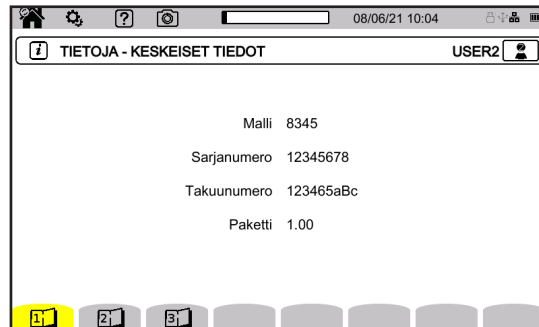 ?
08/06/21 10:04
i TIETOJA - KESKEISET TIEDOT USER2
Malli 8345
Sarjanumero 12345678
Takuunumero 123465aBc
Paketti 1.00
1 2 3